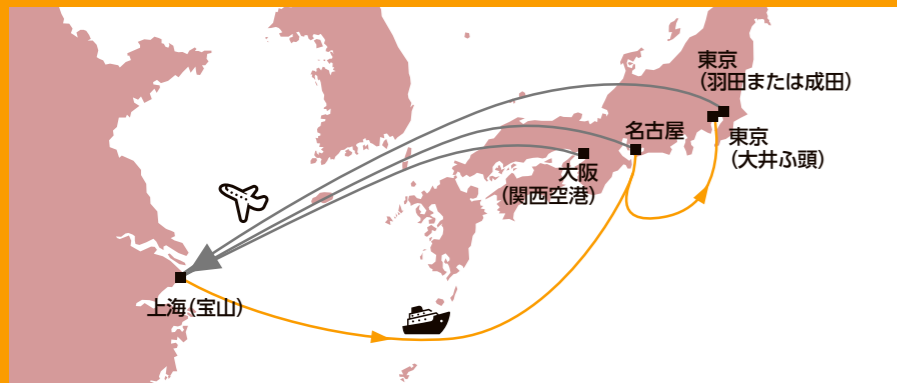 東京
（羽田または成田）
名古屋
東京
（大井ふ頭）
大阪
（関西空港）
上海（宝山）